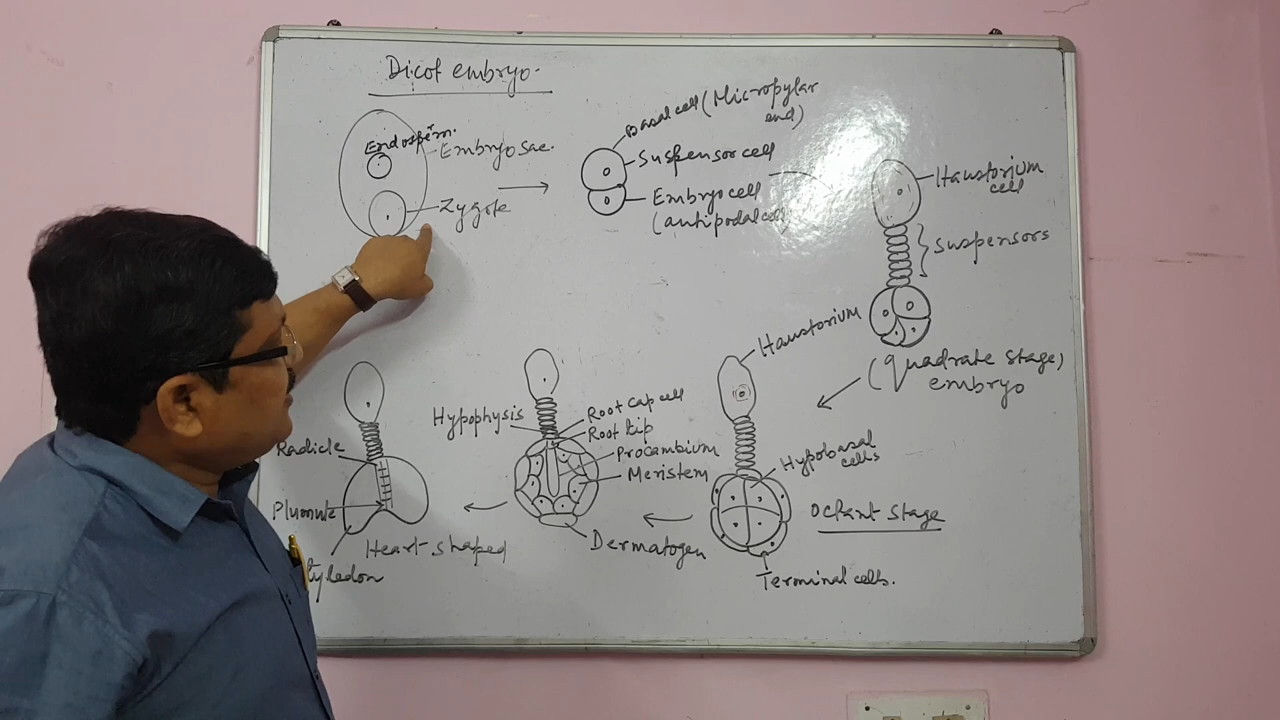 Dicot embryo.
Endosperm.
Embryo sac.
Zygote
Basal cell (Micropylar
end)
Suspensor cell
Embryo cell
(antipodal cell)
Haustorium
cell
Suspensors
(quadrate stage)
embryo
Haustorium
Hypobasal
cells
Octant stage
Terminal cells.
Hypophysis
Root cap cell
Root tip
Procambium
Meristem
Dermatogen
Radicle
Plumule
tyledon
Heart-shaped